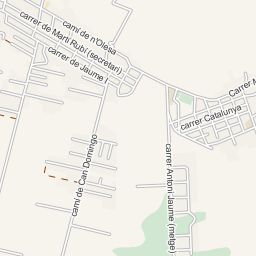 camí de n'Olesa
carrer de Martí Rubí (secretari)
carrer de Jaume I
Carrer M
carrer Catalunya
carrer Antoni Jaume (metge)
camí de Can Domingo